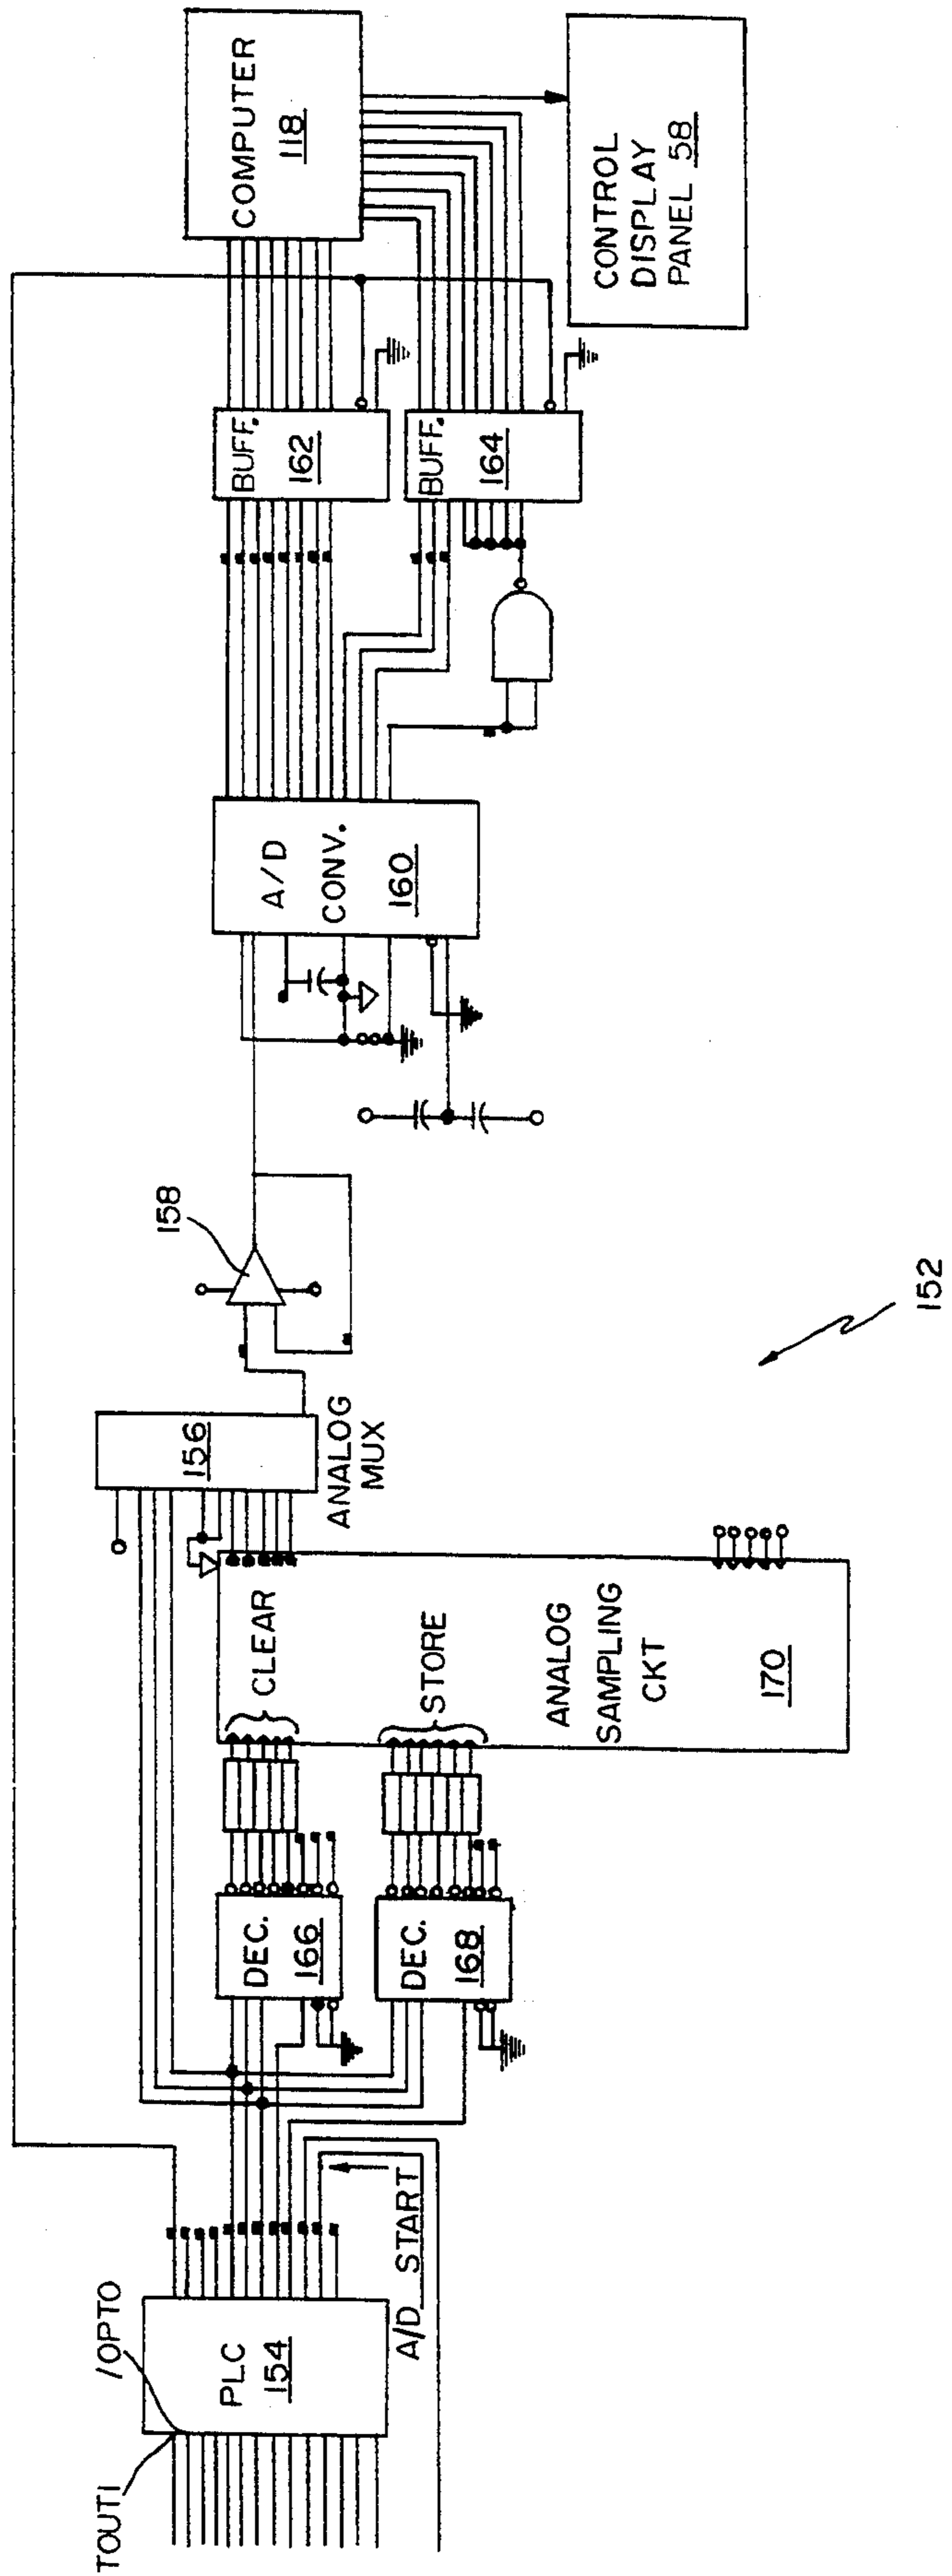 TOUT1
/OPTO
PLC
154
A/D START
DEC.
166
DEC.
168
CLEAR
STORE
ANALOG
SAMPLING
CKT
170
156
ANALOG
MUX
158
152
A/D
CONV.
160
BUFF.
162
BUFF.
164
COMPUTER
118
CONTROL
DISPLAY
PANEL 58